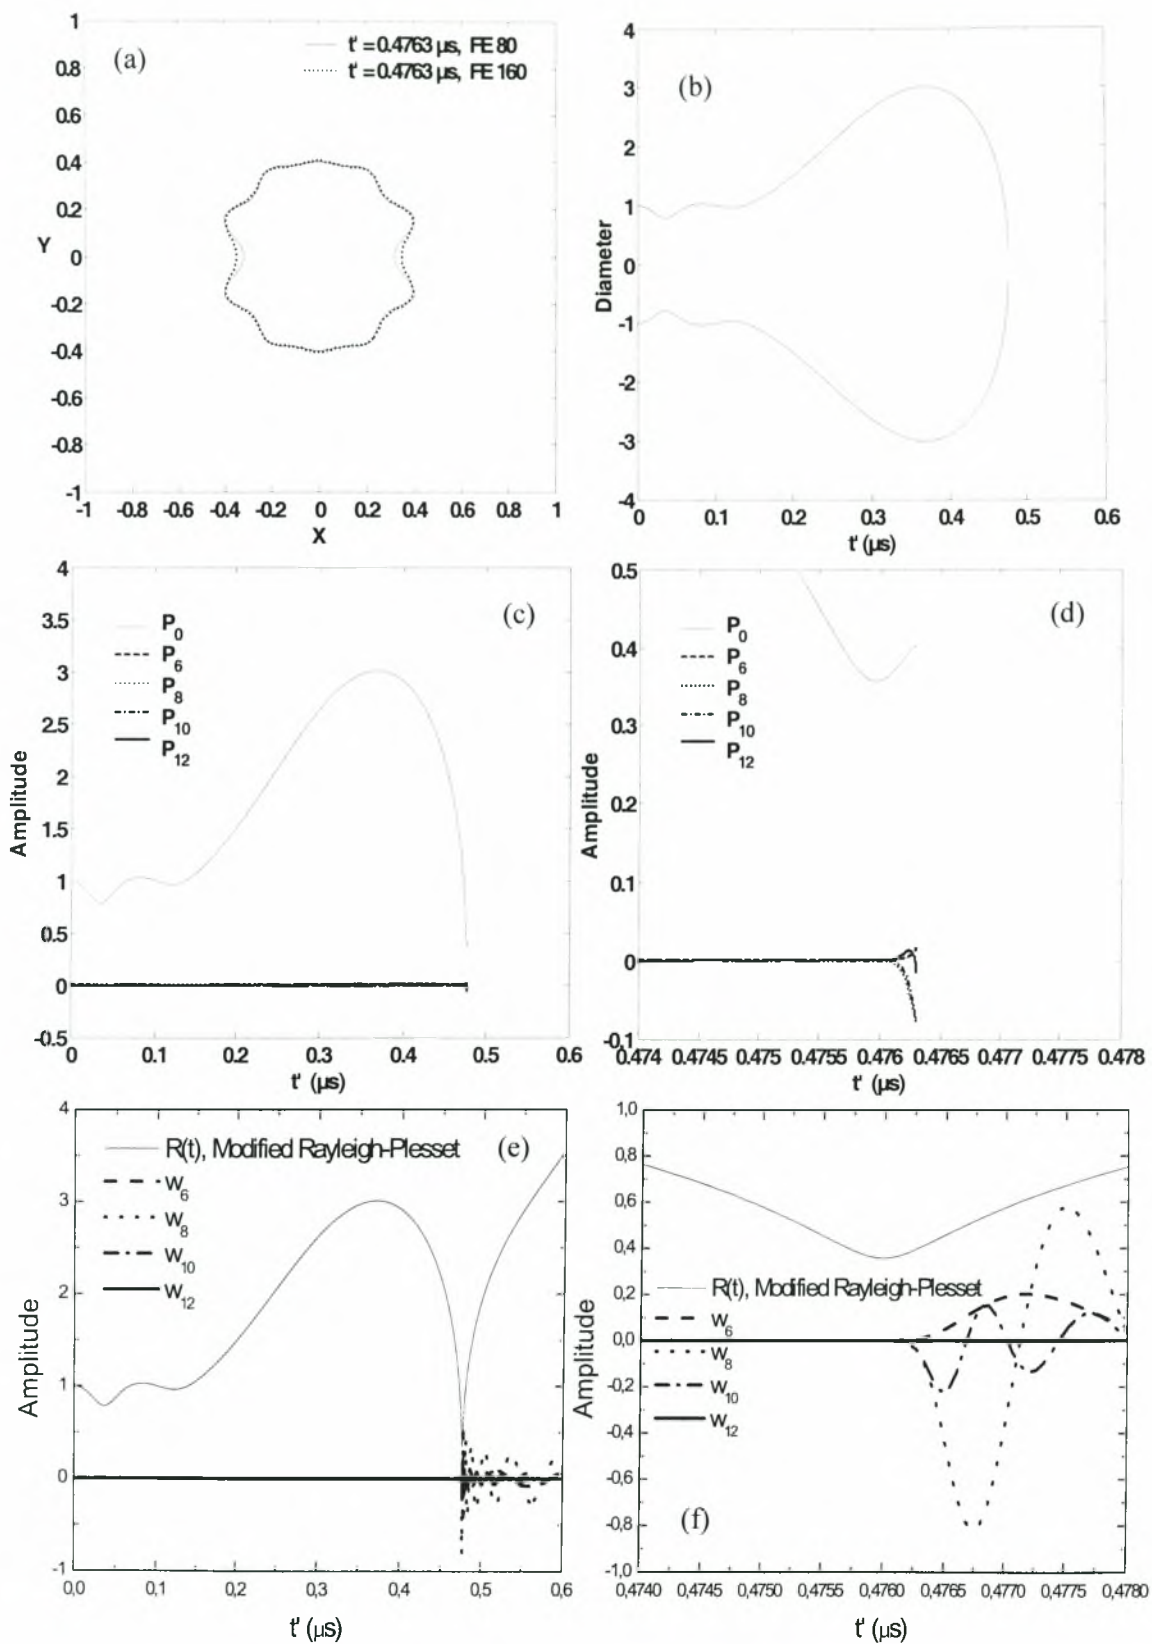 (a)
t' = 0.4763 µs, FE 80
t' = 0.4763 µs, FE 160
1
0.8
0.6
0.4
0.2
0
-0.2
-0.4
-0.6
-0.8
-1
Y
-1 -0.8 -0.6 -0.4 -0.2 0 0.2 0.4 0.6 0.8 1
X
(b)
4
3
2
1
0
-1
-2
-3
-4
Diameter
0 0.1 0.2 0.3 0.4 0.5 0.6
t' (µs)
(c)
P0
P6
P8
P10
P12
4
3.5
3
2.5
2
1.5
1
0.5
0
-0.5
Amplitude
0 0.1 0.2 0.3 0.4 0.5 0.6
t' (µs)
(d)
P0
P6
P8
P10
P12
0.5
0.4
0.3
0.2
0.1
0
-0.1
Amplitude
0.474 0.4745 0.475 0.4755 0.476 0.4765 0.477 0.4775 0.478
t' (µs)
(e)
R(t), Modified Rayleigh-Plesset
w6
w8
w10
w12
4
3
2
1
0
-1
Amplitude
0,0 0,1 0,2 0,3 0,4 0,5 0,6
t' (µs)
1,0
0,8
0,6
0,4
0,2
0,0
-0,2
-0,4
-0,6
-0,8
-1,0
Amplitude
R(t), Modified Rayleigh-Plesset
w6
w8
w10
w12
(f)
0,4740 0,4745 0,4750 0,4755 0,4760 0,4765 0,4770 0,4775 0,4780
t' (µs)